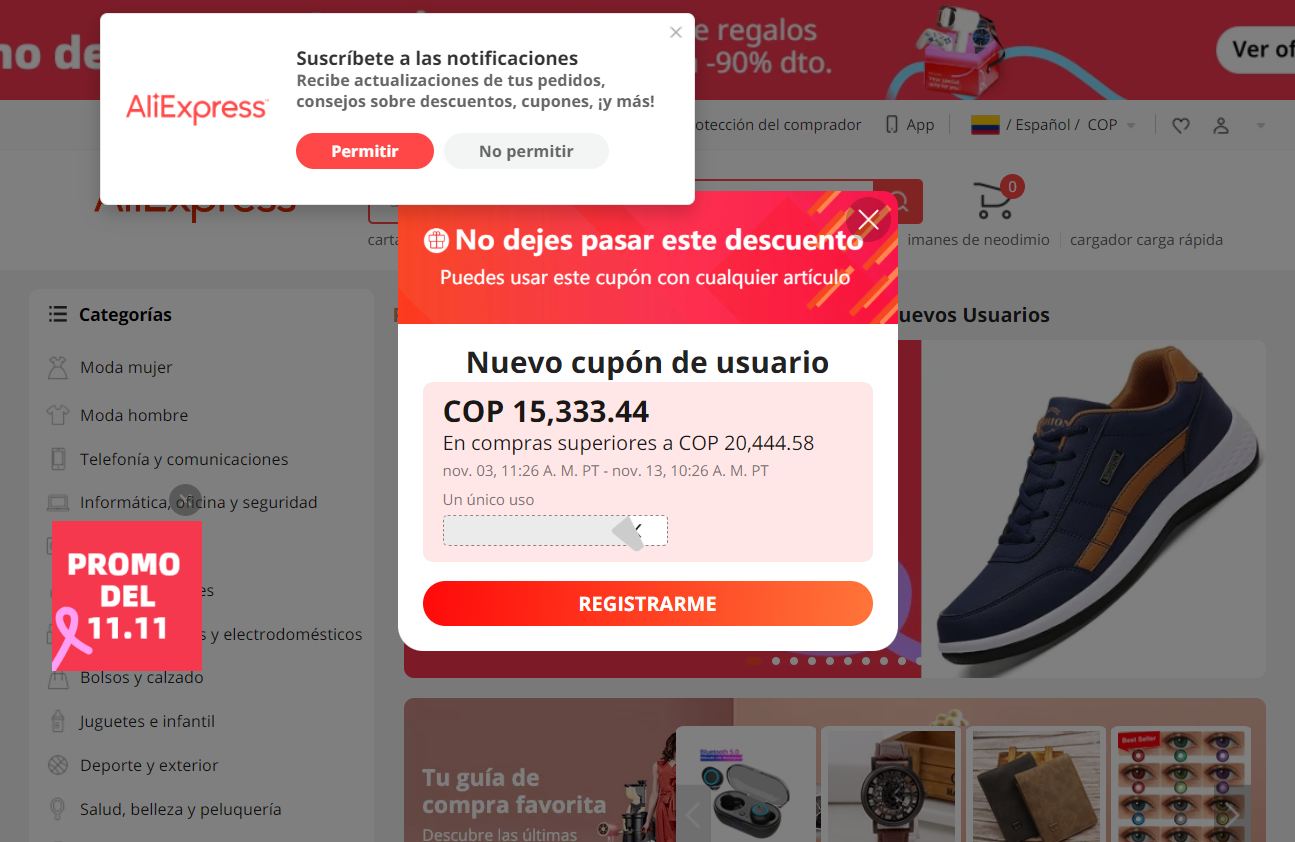 no de
e regalos
-90% dto.
Ver of
AliExpress
Suscríbete a las notificaciones
Recibe actualizaciones de tus pedidos,
consejos sobre descuentos, cupones, ¡y más!
Permitir
No permitir
otección del comprador
App
/ Español / COP
AliExpress
0
carta
imanes de neodimio
cargador carga rápida
No dejes pasar este descuento
Puedes usar este cupón con cualquier artículo
Nuevo cupón de usuario
COP 15,333.44
En compras superiores a COP 20,444.58
nov. 03, 11:26 A. M. PT - nov. 13, 10:26 A. M. PT
Un único uso
REGISTRARME
Categorías
Moda mujer
Moda hombre
Telefonía y comunicaciones
Informática, oficina y seguridad
es
s y electrodomésticos
Bolsos y calzado
Juguetes e infantil
Deporte y exterior
Salud, belleza y peluquería
PROMO
DEL
11.11
uevos Usuarios
Tu guía de
compra favorita
Descubre las últimas
Bluetooth 5.0
Best Seller